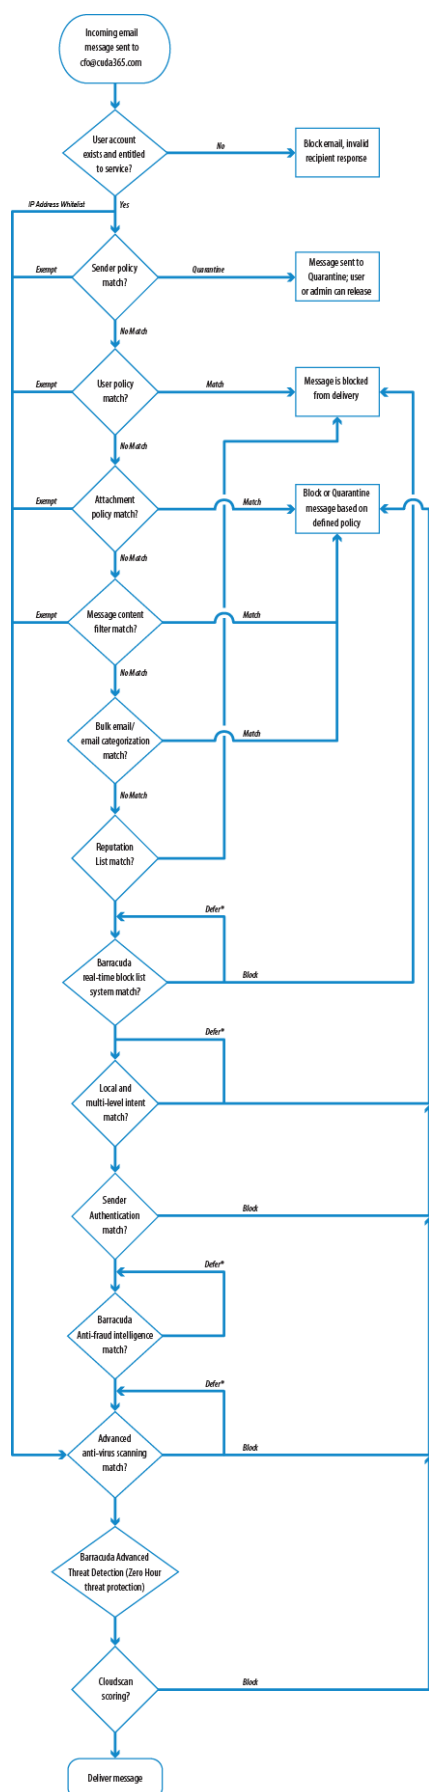 Incoming email
message sent to
cfo@cuda365.com
User account
exists and entitled
to service?
No
Block email, invalid
recipient response
IP Address Whitelist
Yes
Sender policy
match?
Exempt
Quarantine
Message sent to
Quarantine; user
or admin can release
No Match
User policy
match?
Exempt
Match
Message is blocked
from delivery
No Match
Attachment
policy match?
Exempt
Match
Block or Quarantine
message based on
defined policy
No Match
Message content
filter match?
Exempt
Match
No Match
Bulk email/
email categorization
match?
Match
No Match
Reputation
List match?
Defer*
Barracuda
real-time block list
system match?
Block
Defer*
Local and
multi-level intent
match?
Sender
Authentication
match?
Block
Defer*
Barracuda
Anti-fraud intelligence
match?
Defer*
Advanced
anti-virus scanning
match?
Block
Barracuda Advanced
Threat Detection (Zero Hour
threat protection)
Cloudscan
scoring?
Block
Deliver message